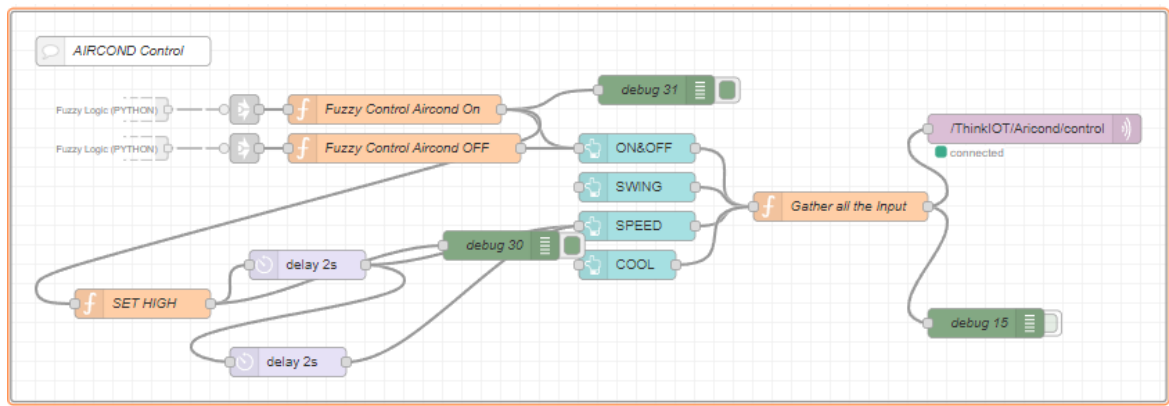 AIRCOND Control
debug 31
Fuzzy Logic (PYTHON)
Fuzzy Control Aircond On
/ThinkIOT/Aricond/control
Fuzzy Logic (PYTHON)
Fuzzy Control Aircond OFF
ON&OFF
connected
SWING
Gather all the Input
SPEED
debug 30
delay 2s
COOL
SET HIGH
debug 15
delay 2s